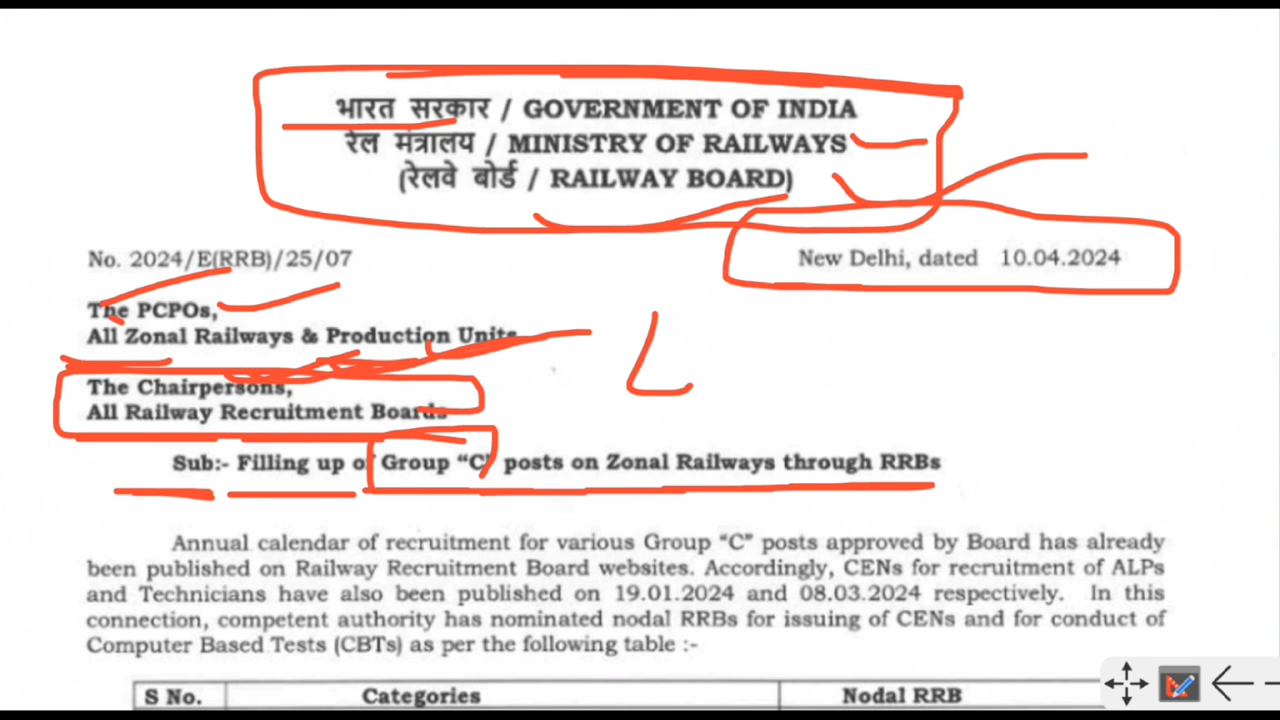 भारत सरकार / GOVERNMENT OF INDIA
रेल मंत्रालय / MINISTRY OF RAILWAYS
(रेलवे बोर्ड / RAILWAY BOARD)
No. 2024/E(RRB)/25/07 New Delhi, dated 10.04.2024
The PCPOs,
All Zonal Railways & Production Units
The Chairpersons,
All Railway Recruitment Boards
Sub:- Filling up of Group “C” posts on Zonal Railways through RRBs
Annual calendar of recruitment for various Group “C” posts approved by Board has already
been published on Railway Recruitment Board websites. Accordingly, CENs for recruitment of ALPs
and Technicians have also been published on 19.01.2024 and 08.03.2024 respectively. In this
connection, competent authority has nominated nodal RRBs for issuing of CENs and for conduct of
Computer Based Tests (CBTs) as per the following table :-
S No. Categories Nodal RRB